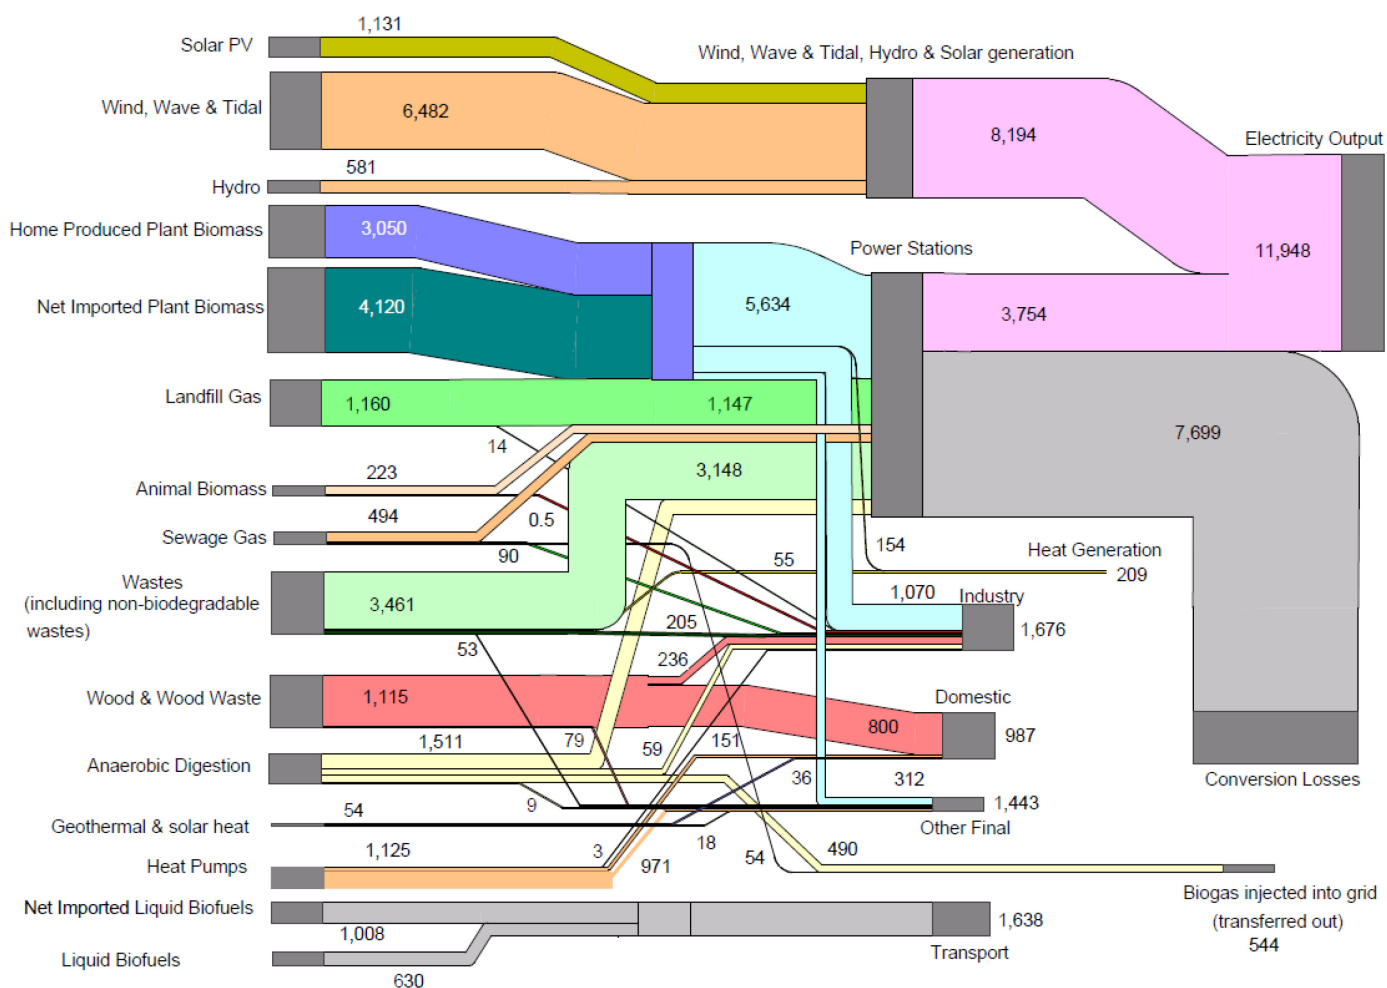 1,131
Solar PV
Wind, Wave & Tidal, Hydro & Solar generation
Wind, Wave & Tidal
6,482
8,194
Electricity Output
581
Hydro
Home Produced Plant Biomass
3,050
Power Stations
11,948
Net Imported Plant Biomass
4,120
5,634
3,754
Landfill Gas
1,160
1,147
7,699
14
3,148
223
Animal Biomass
494
0.5
Sewage Gas
90
154
Heat Generation
55
209
Wastes
(including non-biodegradable
wastes)
3,461
1,070
Industry
205
1,676
53
236
Wood & Wood Waste
1,115
Domestic
800
987
1,511
79
59
151
Anaerobic Digestion
36
312
Conversion Losses
9
1,443
54
Geothermal & solar heat
Other Final
18
1,125
3
971
54
490
Heat Pumps
Biogas injected into grid
(transferred out)
544
Net Imported Liquid Biofuels
1,008
1,638
Transport
Liquid Biofuels
630